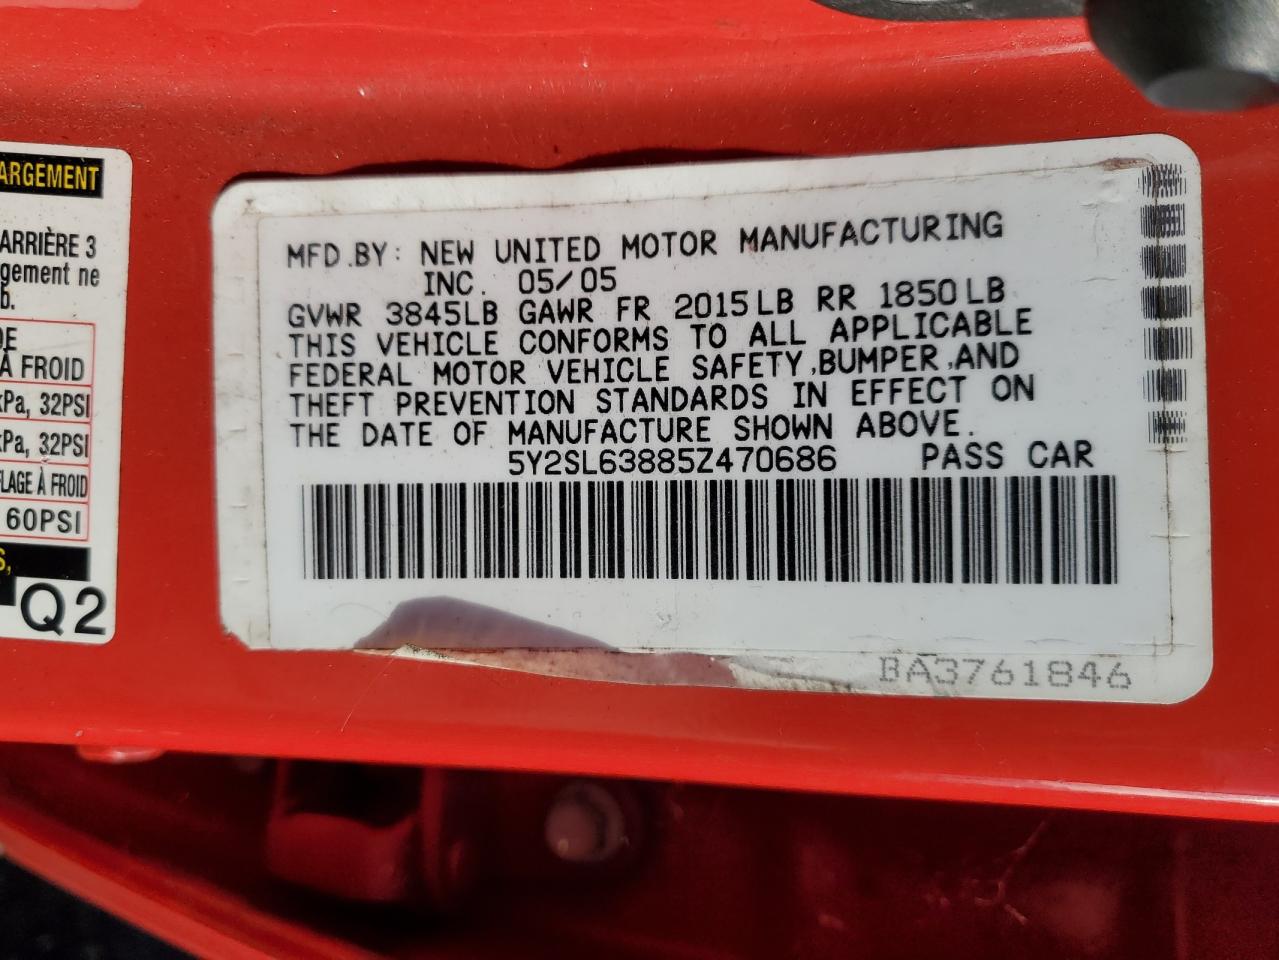 ARGEMENT
ARRIÈRE 3
gement ne
b.
DE
À FROID
kPa, 32PSI
kPa, 32PSI
FLAGE À FROID
60PSI
S,
Q2
MFD.BY: NEW UNITED MOTOR MANUFACTURING
INC. 05/05
GVWR 3845LB GAWR FR 2015LB RR 1850LB
THIS VEHICLE CONFORMS TO ALL APPLICABLE
FEDERAL MOTOR VEHICLE SAFETY,BUMPER,AND
THEFT PREVENTION STANDARDS IN EFFECT ON
THE DATE OF MANUFACTURE SHOWN ABOVE.
5Y2SL63885Z470686 PASS CAR
BA3761846